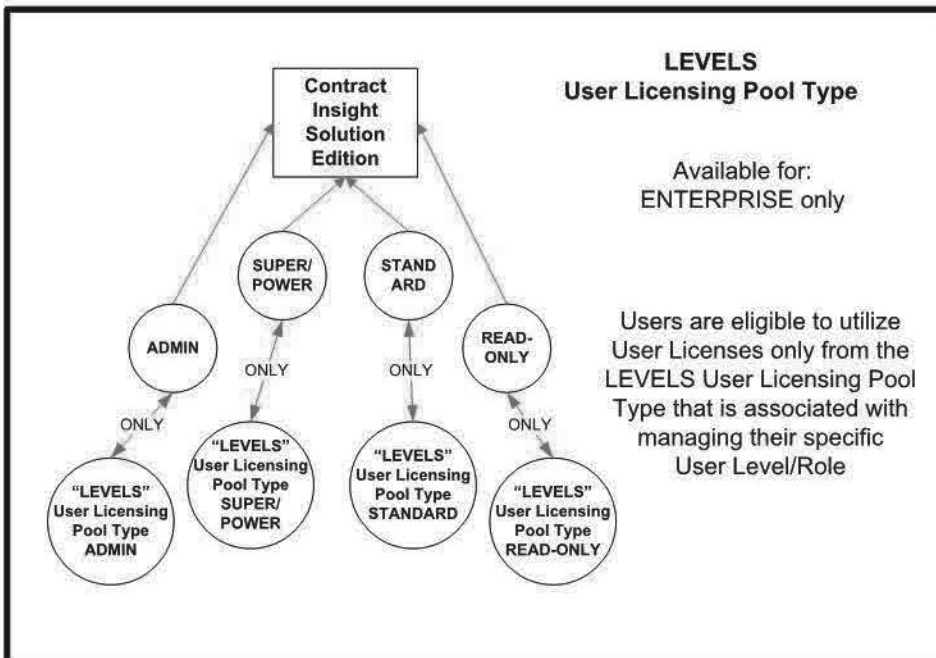 LEVELS
User Licensing Pool Type
Contract
Insight
Solution
Edition
Available for:
ENTERPRISE only
SUPER/
POWER
STAND
ARD
ADMIN
READ-
ONLY
Users are eligible to utilize
User Licenses only from the
LEVELS User Licensing Pool
Type that is associated with
managing their specific
User Level/Role
ONLY
ONLY
ONLY
ONLY
“LEVELS”
User Licensing
Pool Type
ADMIN
“LEVELS”
User Licensing
Pool Type
SUPER/
POWER
“LEVELS”
User Licensing
Pool Type
STANDARD
“LEVELS”
User Licensing
Pool Type
READ-ONLY